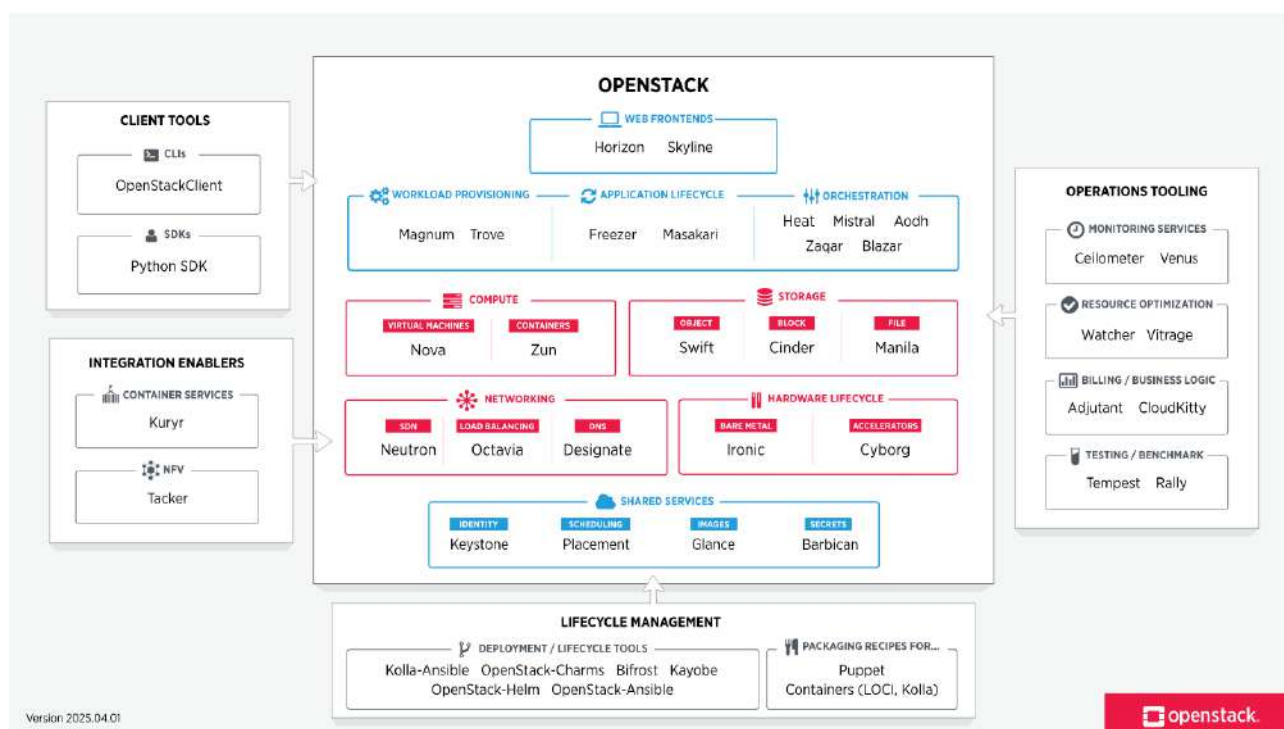 OPENSTACK
WEB FRONTENDS
Horizon Skyline
WORKLOAD PROVISIONING
Magnum Trove
APPLICATION LIFECYCLE
Freezer Masakari
ORCHESTRATION
Heat Mistral Aodh
Zaqar Blazar
COMPUTE
VIRTUAL MACHINES
Nova
CONTAINERS
Zun
STORAGE
OBJECT
Swift
BLOCK
Cinder
FILE
Manila
NETWORKING
SDN
Neutron
LOAD BALANCING
Octavia
DNS
Designate
HARDWARE LIFECYCLE
BARE METAL
Ironic
ACCELERATORS
Cyborg
SHARED SERVICES
IDENTITY
Keystone
SCHEDULING
Placement
IMAGES
Glance
SECRETS
Barbican
CLIENT TOOLS
CLIs
OpenStackClient
SDKs
Python SDK
INTEGRATION ENABLERS
CONTAINER SERVICES
Kuryr
NFV
Tacker
OPERATIONS TOOLING
MONITORING SERVICES
Ceilometer Venus
RESOURCE OPTIMIZATION
Watcher Vitrage
BILLING / BUSINESS LOGIC
Adjutant CloudKitty
TESTING / BENCHMARK
Tempest Rally
LIFECYCLE MANAGEMENT
DEPLOYMENT / LIFECYCLE TOOLS
Kolla-Ansible OpenStack-Charms Bifrost Kayobe
OpenStack-Helm OpenStack-Ansible
PACKAGING RECIPES FOR...
Puppet
Containers (LOCI, Kolla)
Version 2025.04.01
openstack.